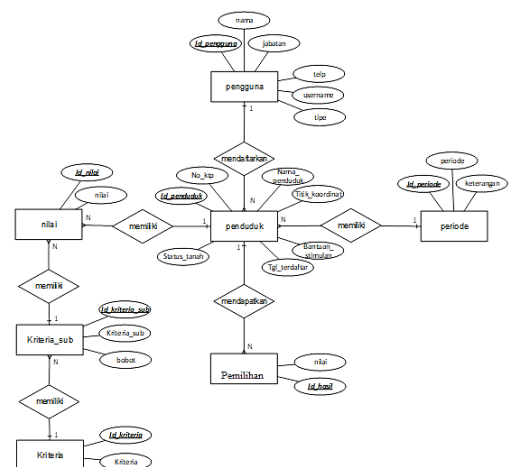 nama
Id_pengguna
jabatan
pengguna
telp
username
tipe
1
mendaftarkan
N
Id_nilai
nilai
No_ktp
Id_penduduk
Nama_
penduduk
Titik_koordinat
periode
Id_periode
keterangan
nilai
N
memiliki
1
penduduk
N
memiliki
1
periode
N
Status_tanah
1
Tgl_terdaftar
Bantuan_
stimulan
memiliki
mendapatkan
1
Id_kriteria_sub
Kriteria_sub
Kriteria_sub
bobot
N
N
Pemilihan
nilai
Id_hasil
memiliki
1
Kriteria
Id_kriteria
Kriteria